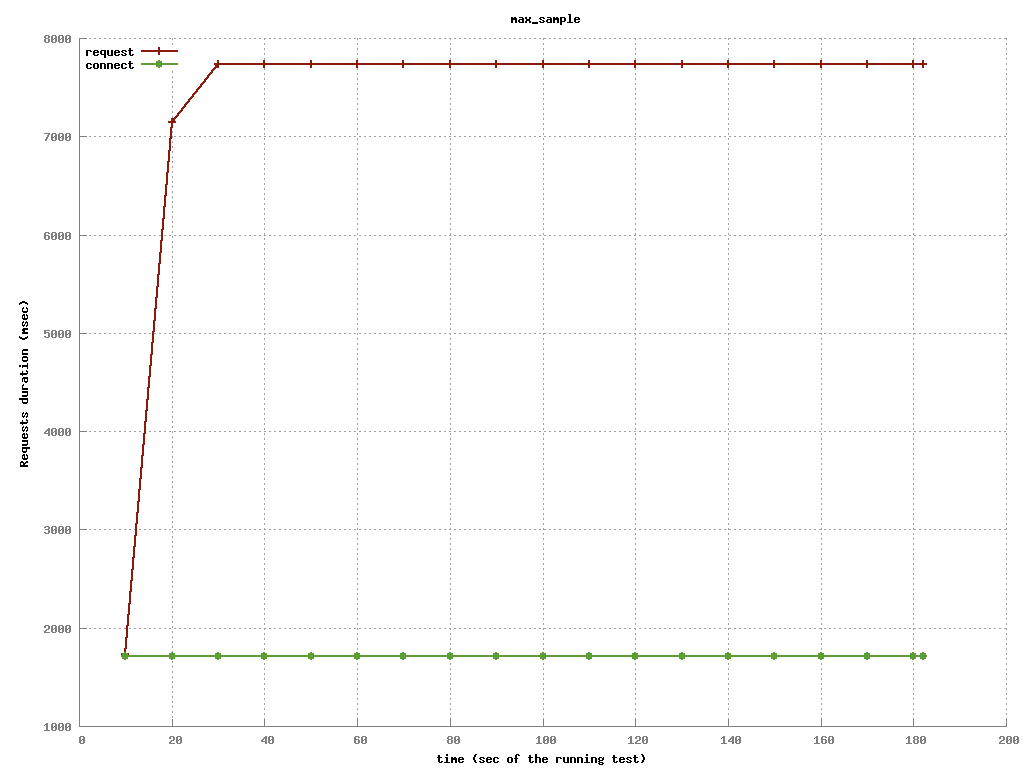 max_sample
request
connect
8000
7000
6000
5000
4000
3000
2000
1000
Requests duration (msec)
0 20 40 60 80 100 120 140 160 180 200
time (sec of the running test)